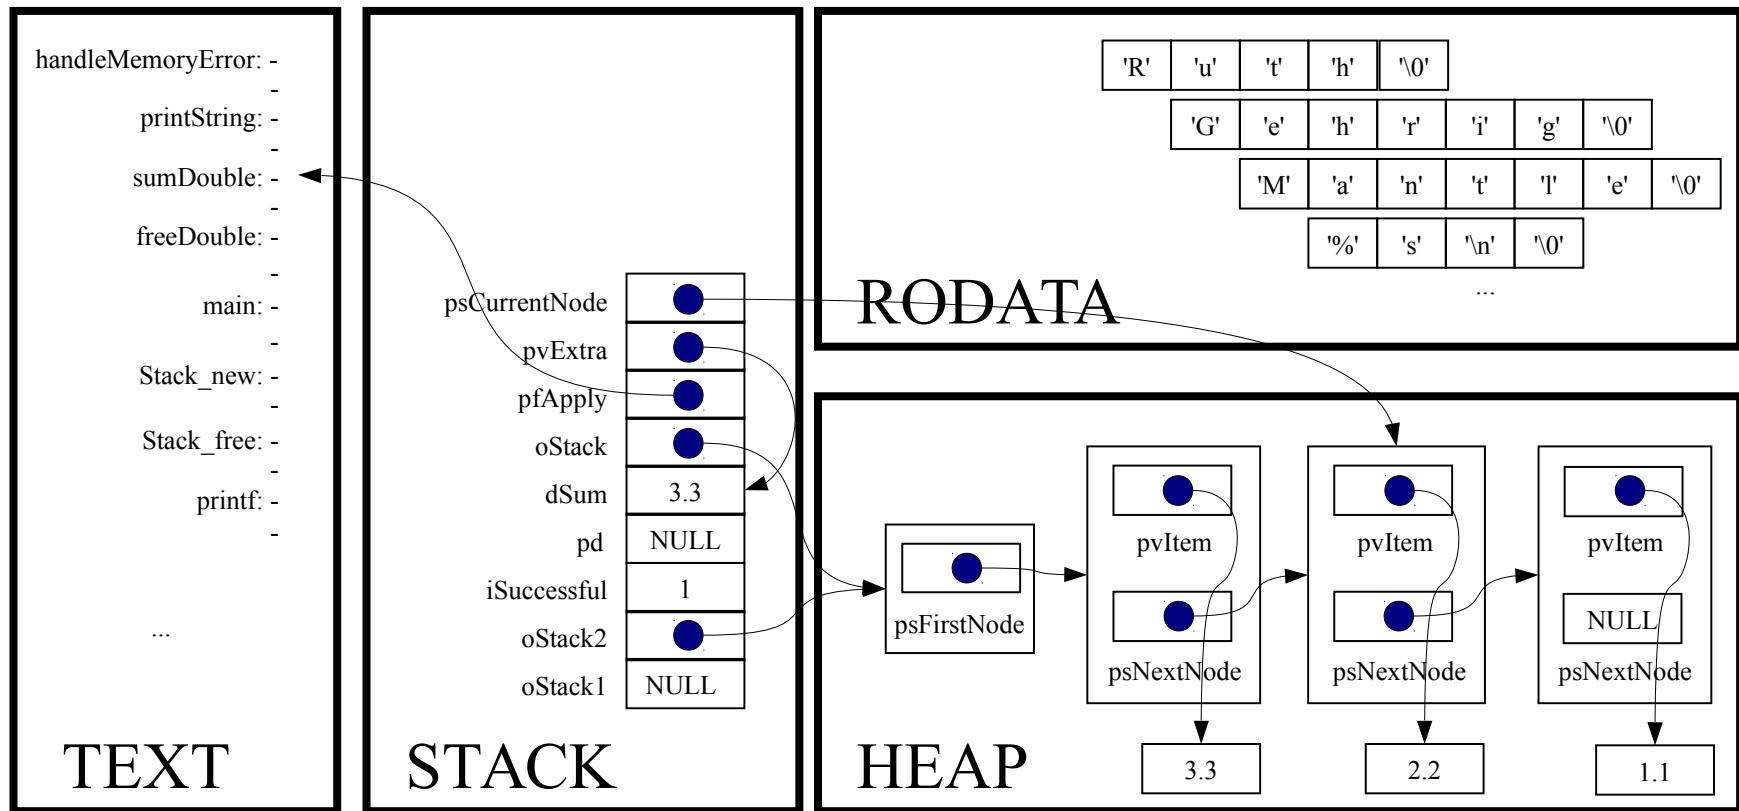 handleMemoryError: -
-
printString: -
-
sumDouble: -
-
freeDouble: -
-
main: -
-
Stack_new: -
-
Stack_free: -
-
printf: -
-
...
TEXT
psCurrentNode
pvExtra
pfApply
oStack
dSum 3.3
pd NULL
iSuccessful 1
oStack2
oStack1 NULL
STACK
'R' 'u' 't' 'h' '\0'
'G' 'e' 'h' 'r' 'i' 'g' '\0'
'M' 'a' 'n' 't' 'l' 'e' '\0'
'%' 's' '\n' '\0'
...
RODATA
pvItem pvItem pvItem
psFirstNode NULL
psNextNode psNextNode psNextNode
3.3 2.2 1.1
HEAP